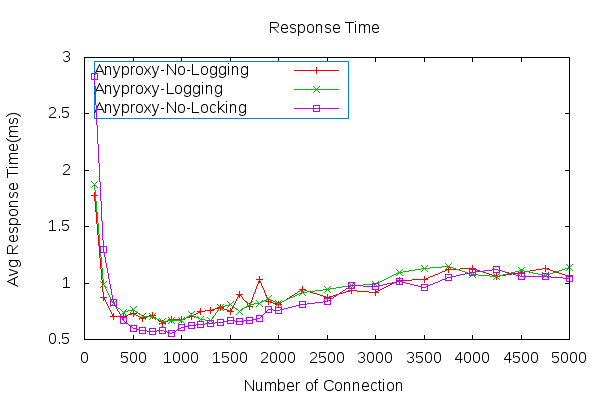 Response Time
3
2.5
2
1.5
1
0.5
Avg Response Time(ms)
Anyproxy-No-Logging
Anyproxy-Logging
Anyproxy-No-Locking
0 500 1000 1500 2000 2500 3000 3500 4000 4500 5000
Number of Connection